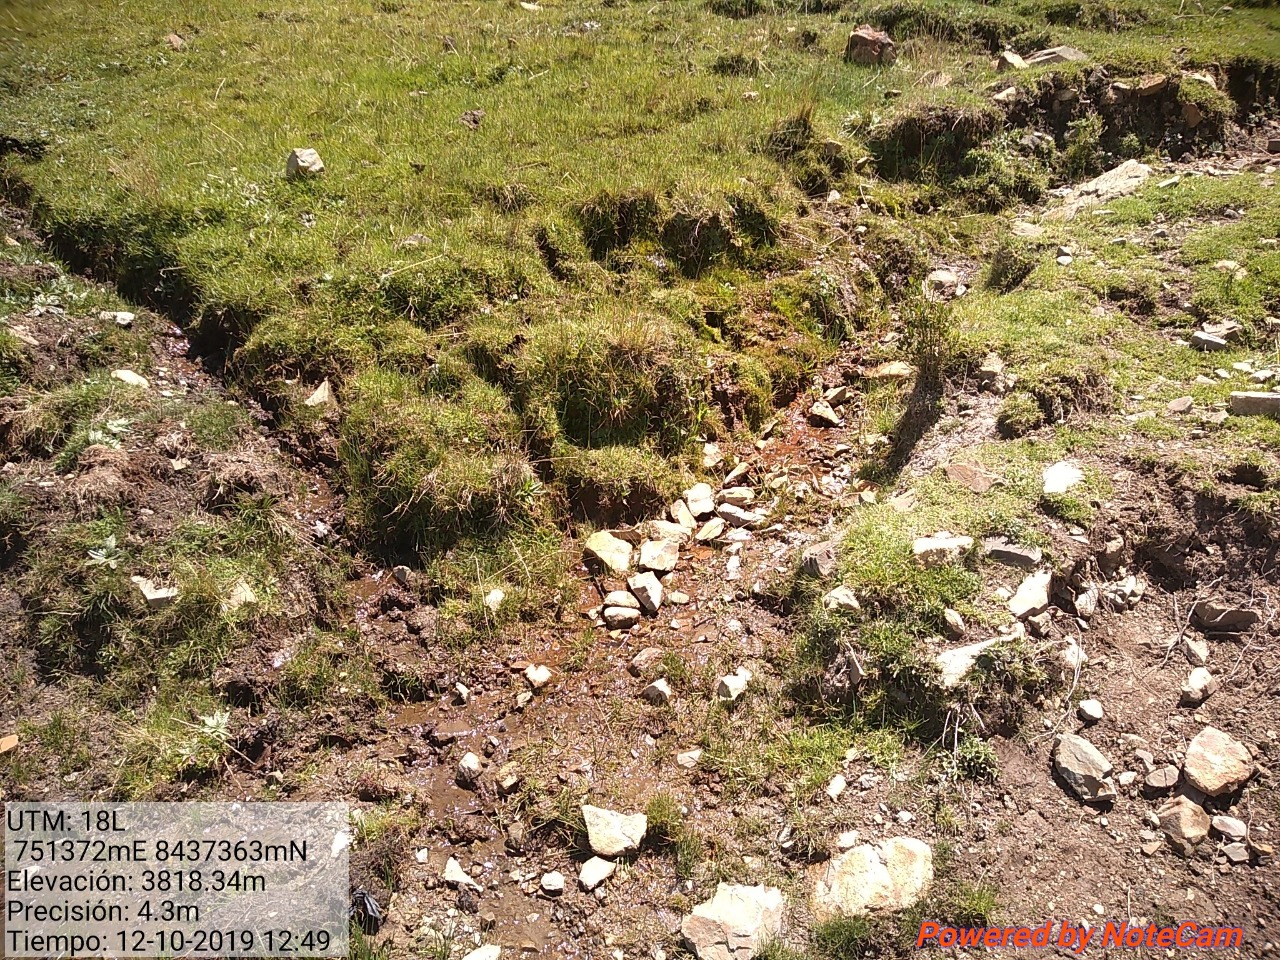 UTM: 18L
751372mE 8437363mN
Elevación: 3818.34m
Precisión: 4.3m
Tiempo: 12-10-2019 12:49
Powered by NoteCam